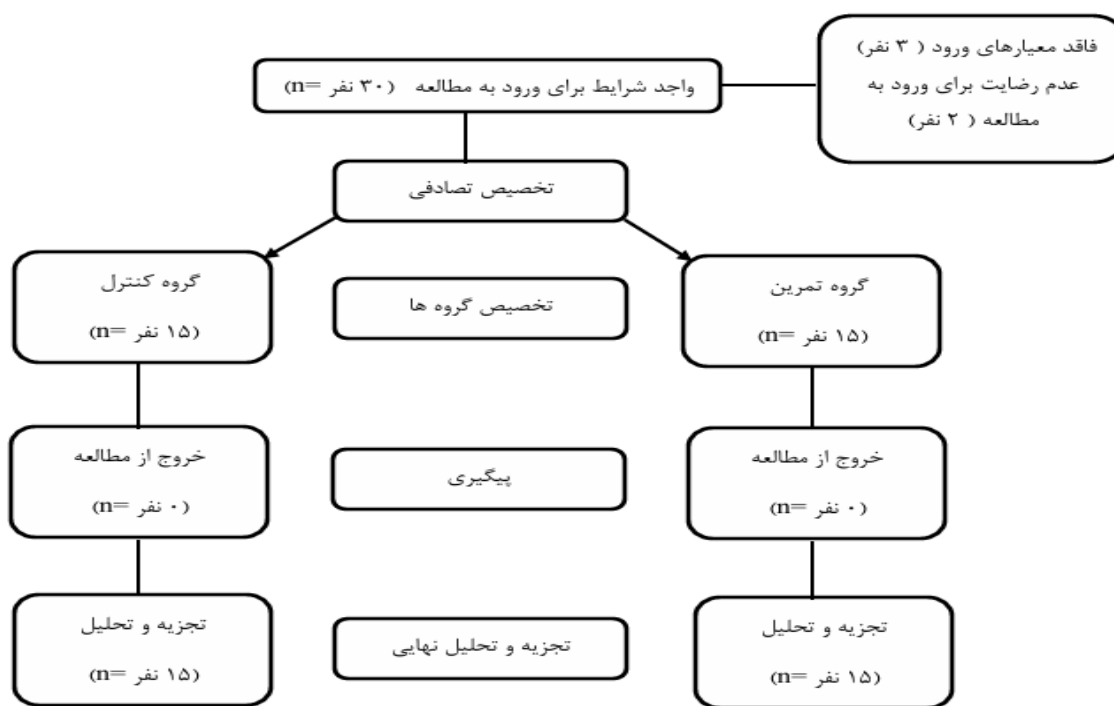 فاقد معیارهای ورود ( ۳ نفر)
عدم رضایت برای ورود به
مطالعه ( ۲ نفر)
واجد شرایط برای ورود به مطالعه (۳۰ نفر =n)
تخصیص تصادفی
گروه تمرین
(۱۵ نفر =n)
تخصیص گروه ها
گروه کنترل
(۱۵ نفر =n)
خروج از مطالعه
(۰ نفر =n)
پیگیری
خروج از مطالعه
(۰ نفر =n)
تجزیه و تحلیل
(۱۵ نفر =n)
تجزیه و تحلیل نهایی
تجزیه و تحلیل
(۱۵ نفر =n)